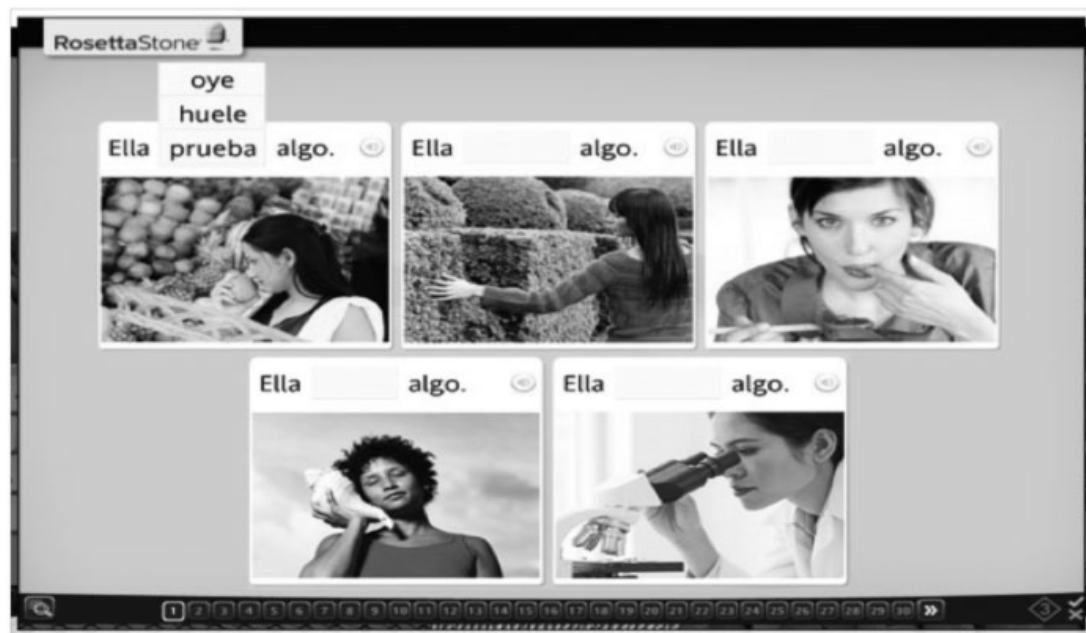 RosettaStone
oye
huele
Ella prueba algo.
Ella algo.
Ella algo.
Ella algo.
Ella algo.
1 2 3 4 5 6 7 8 9 10 11 12 13 14 15 16 17 18 19 20 21 22 23 24 25 26 27 28 29 30
3